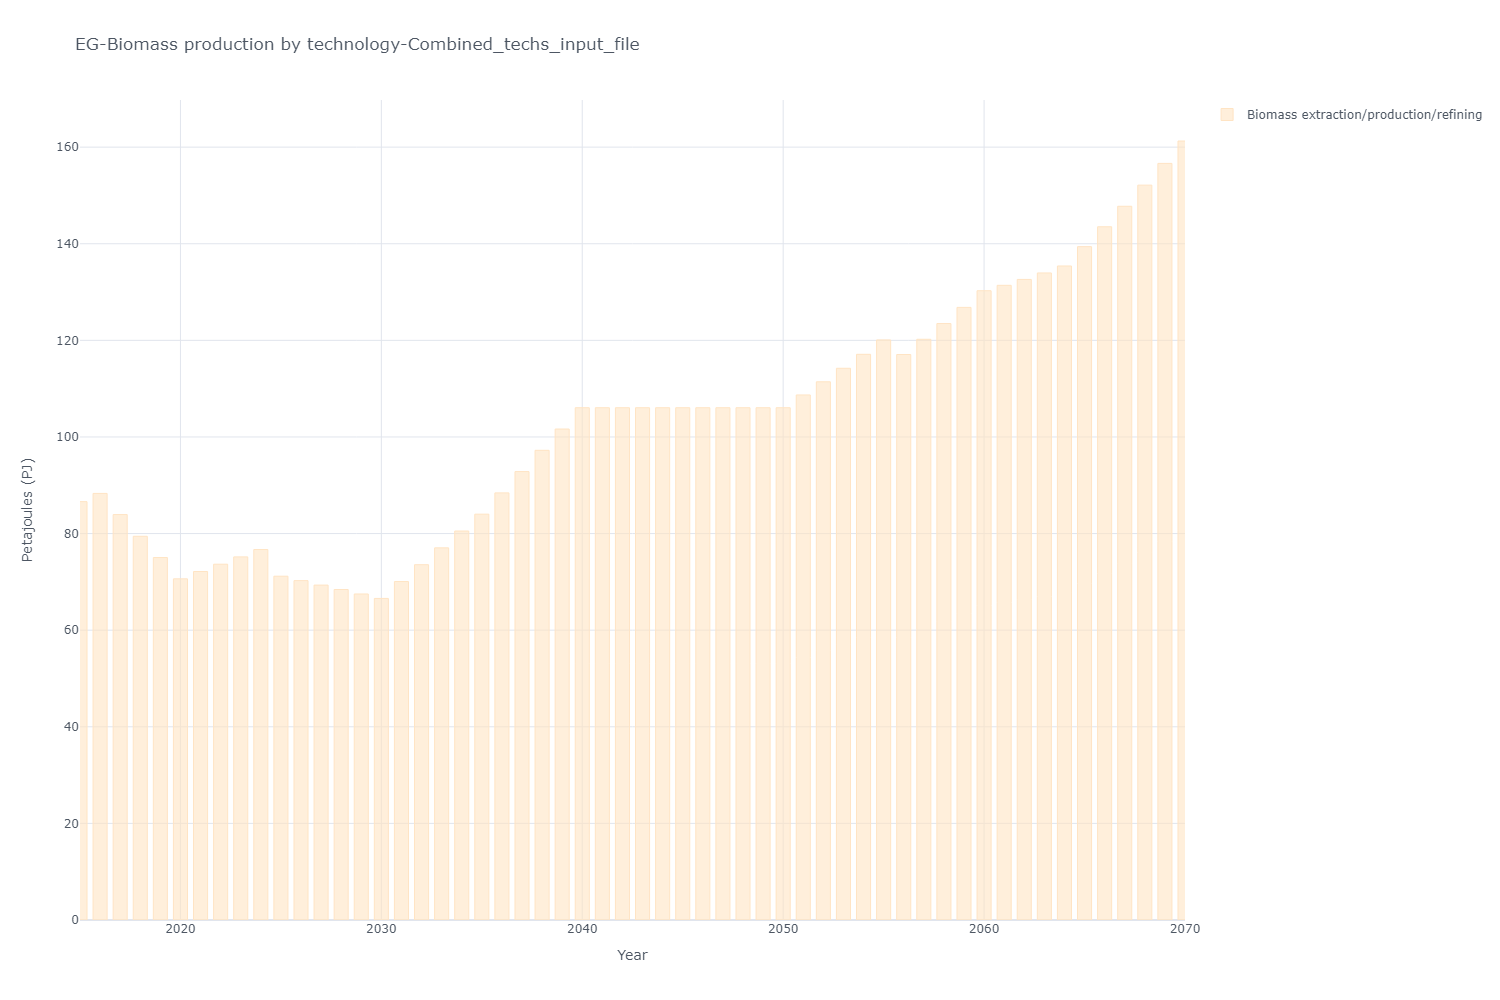 EG-Biomass production by technology-Combined_techs_input_file
Biomass extraction/production/refining
160
140
120
100
80
60
40
20
0
Petajoules (PJ)
2020 2030 2040 2050 2060 2070
Year